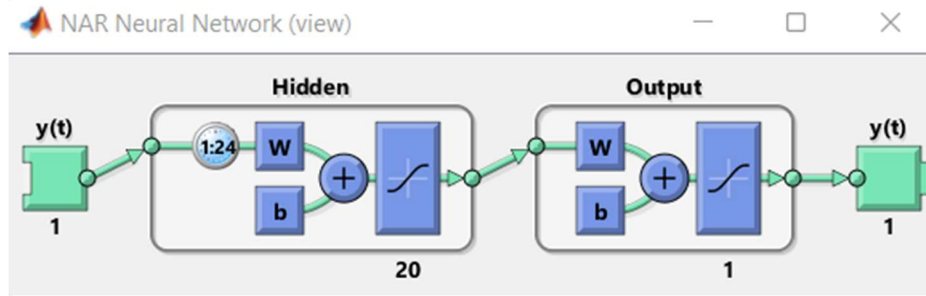 NAR Neural Network (view)
Hidden
Output
y(t)
1:24
W
b
W
b
y(t)
1
20
1
1